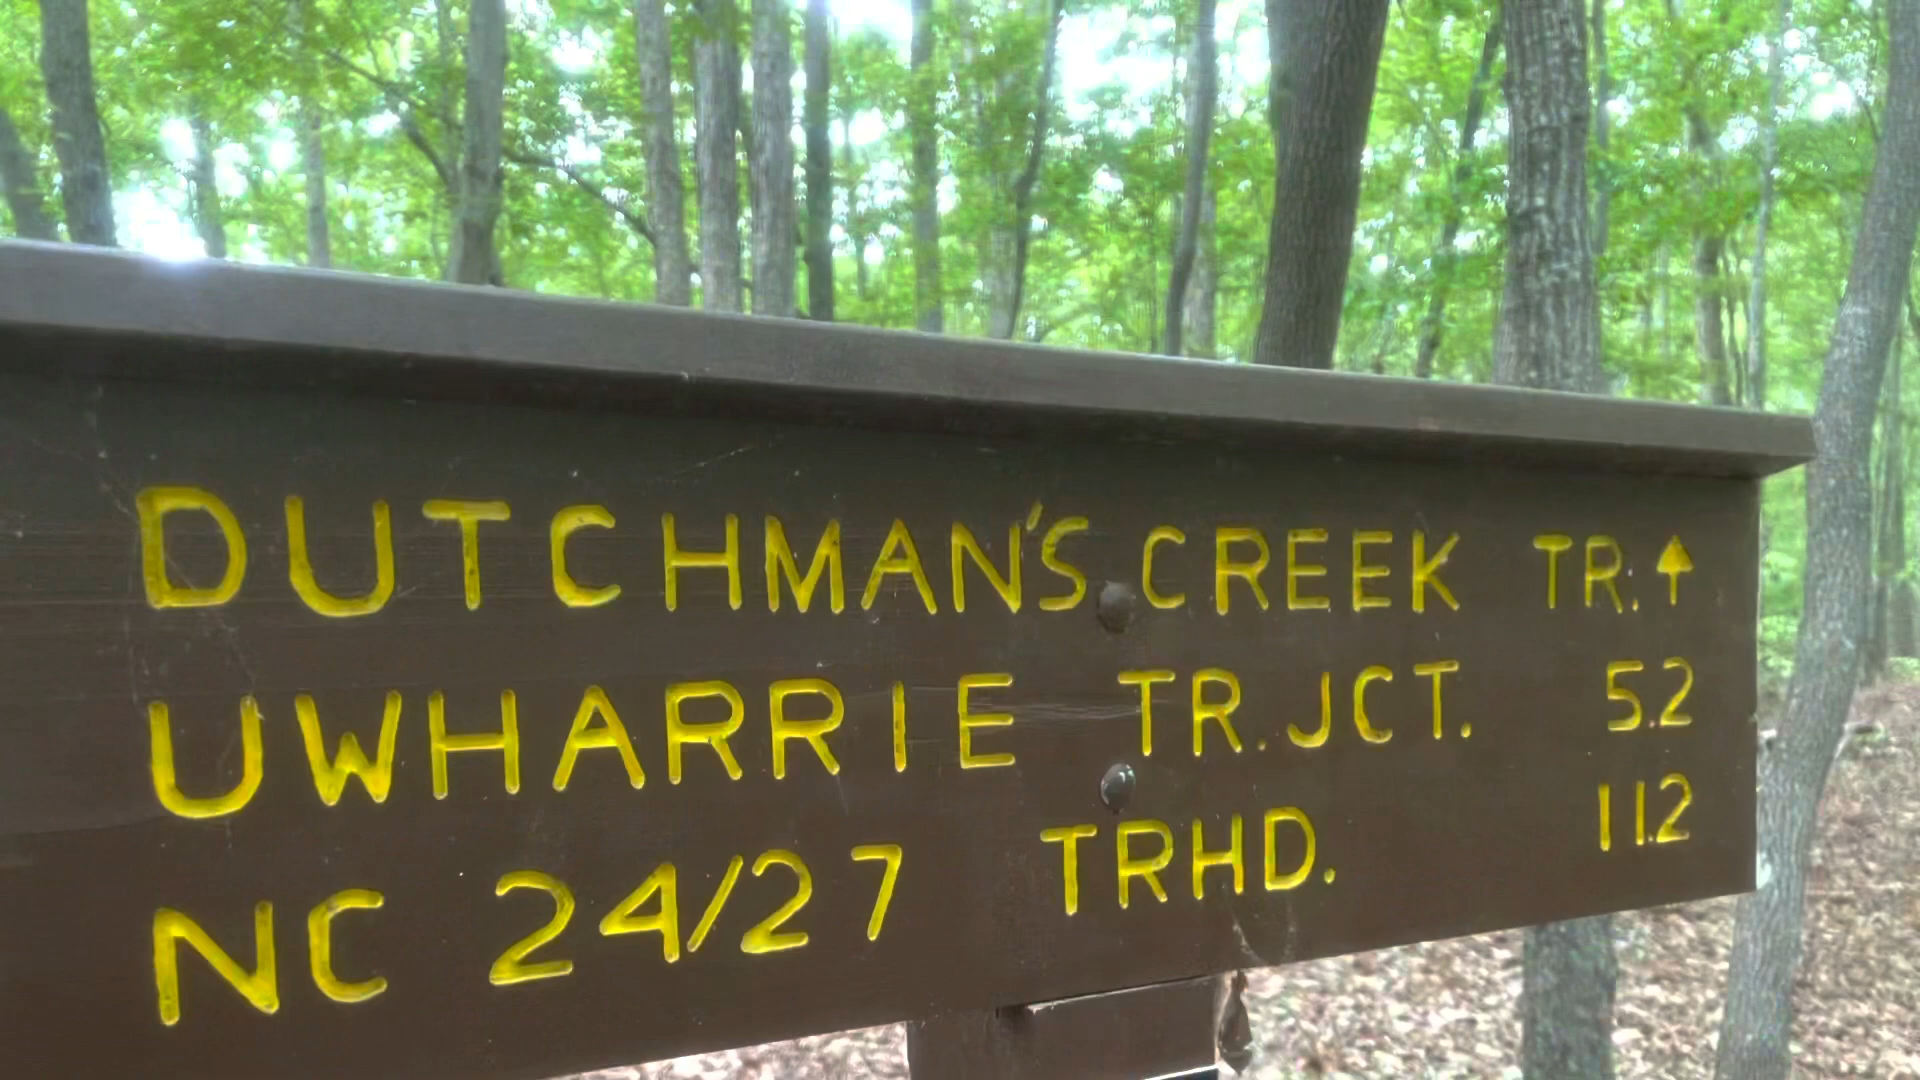 DUTCHMAN'S CREEK TR.↑
UWHARRIE TR. JCT. 5.2
NC 24/27 TRHD. 11.2